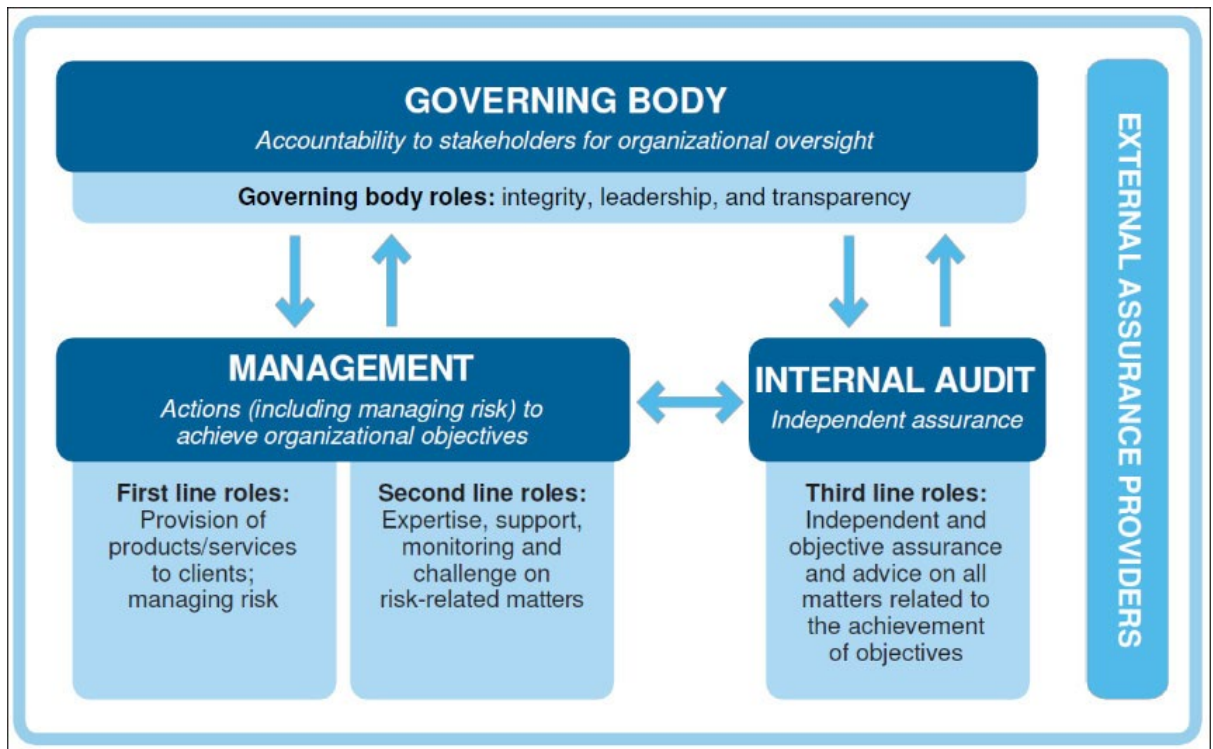 GOVERNING BODY
Accountability to stakeholders for organizational oversight
Governing body roles: integrity, leadership, and transparency
MANAGEMENT
Actions (including managing risk) to
achieve organizational objectives
First line roles:
Provision of
products/services
to clients;
managing risk
Second line roles:
Expertise, support,
monitoring and
challenge on
risk-related matters
INTERNAL AUDIT
Independent assurance
Third line roles:
Independent and
objective assurance
and advice on all
matters related to
the achievement
of objectives
EXTERNAL ASSURANCE PROVIDERS